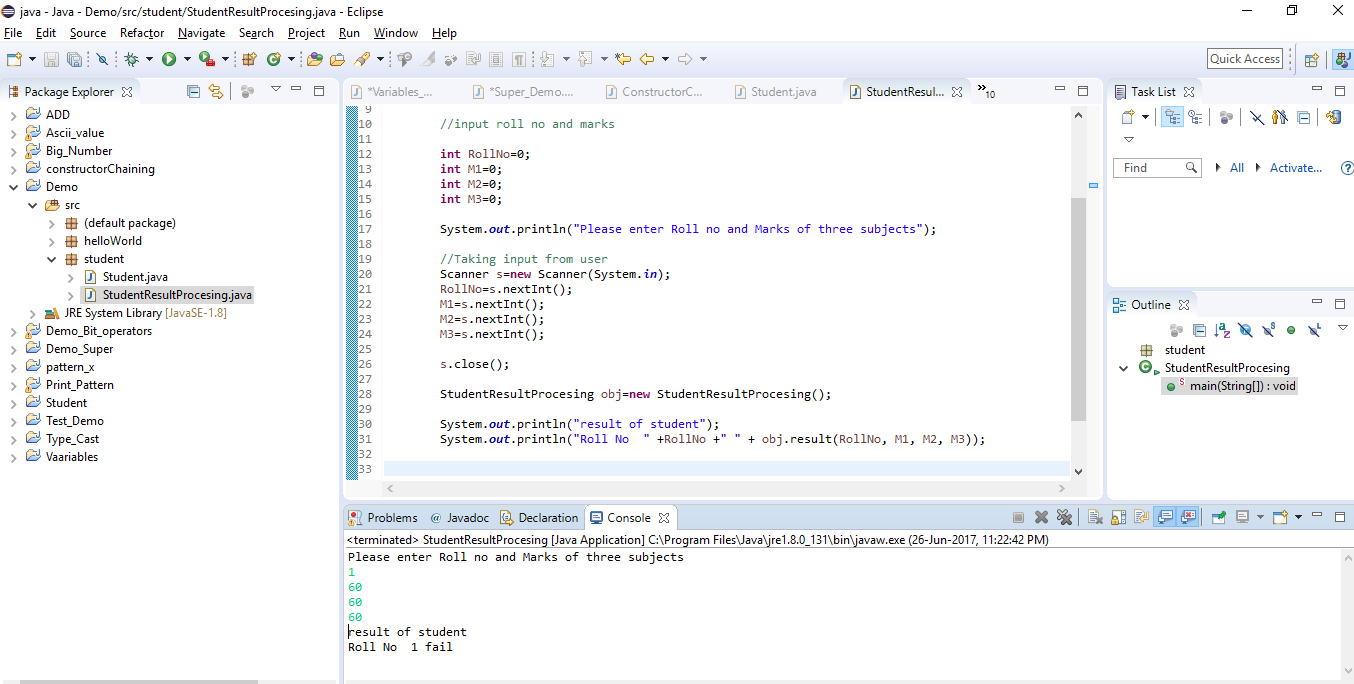 java - Java - Demo/src/student/StudentResultProcesing.java - Eclipse
File Edit Source Refactor Navigate Search Project Run Window Help
Quick Access
Package Explorer
ADD
Ascii_value
Big_Number
constructorChaining
Demo
src
(default package)
helloWorld
student
Student.java
StudentResultProcesing.java
JRE System Library [JavaSE-1.8]
Demo_Bit_operators
Demo_Super
pattern_x
Print_Pattern
Student
Test_Demo
Type_Cast
Vaariables
*Variables_... *Super_Demo.... ConstructorC... Student.java StudentResul... »10
9
10 //input roll no and marks
11
12 int RollNo=0;
13 int M1=0;
14 int M2=0;
15 int M3=0;
16
17 System.out.println("Please enter Roll no and Marks of three subjects");
18
19 //Taking input from user
20 Scanner s=new Scanner(System.in);
21 RollNo=s.nextInt();
22 M1=s.nextInt();
23 M2=s.nextInt();
24 M3=s.nextInt();
25
26 s.close();
27
28 StudentResultProcesing obj=new StudentResultProcesing();
29
30 System.out.println("result of student");
31 System.out.println("Roll No  " +RollNo +" " + obj.result(RollNo, M1, M2, M3));
32
33
Task List
Find All Activate...
Outline
student
StudentResultProcesing
main(String[]) : void
Problems @ Javadoc Declaration Console
<terminated> StudentResultProcesing [Java Application] C:\Program Files\Java\jre1.8.0_131\bin\javaw.exe (26-Jun-2017, 11:22:42 PM)
Please enter Roll no and Marks of three subjects
1
60
60
60
result of student
Roll No  1 fail